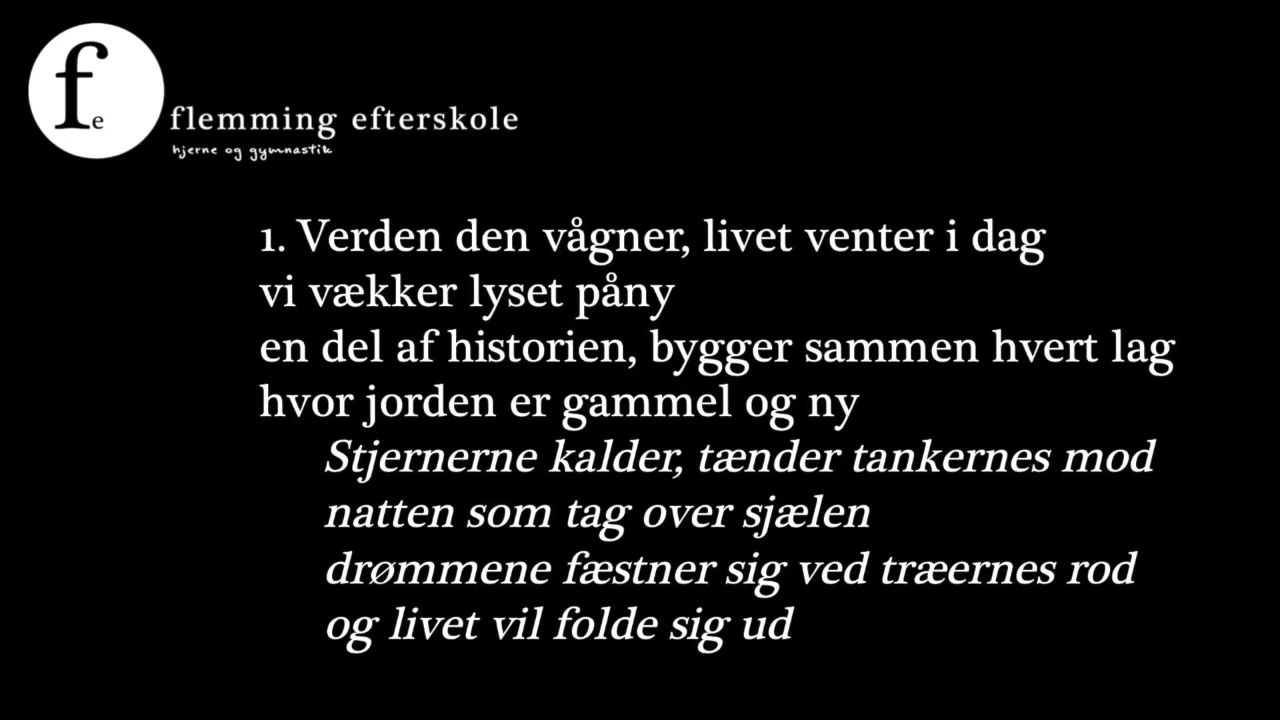 fe
flemming efterskole
hjerne og gymnastik
1. Verden den vågner, livet venter i dag
vi vækker lyset påny
en del af historien, bygger sammen hvert lag
hvor jorden er gammel og ny
Stjernerne kalder, tænder tankernes mod
natten som tag over sjælen
drømmene fæstner sig ved træernes rod
og livet vil folde sig ud